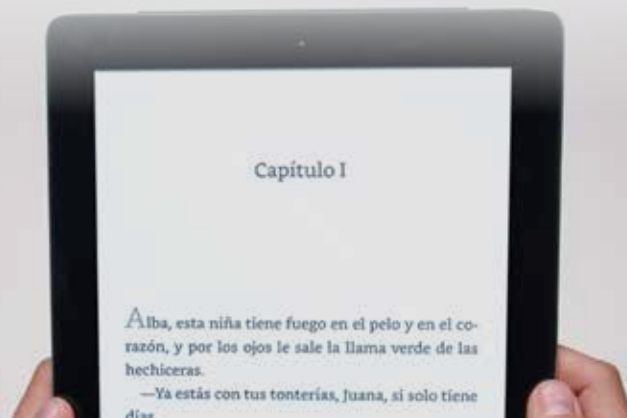 Capítulo I
Alba, esta niña tiene fuego en el pelo y en el co-
razón, y por los ojos le sale la llama verde de las
hechiceras.
—Ya estás con tus tonterías, Juana, si solo tiene
días